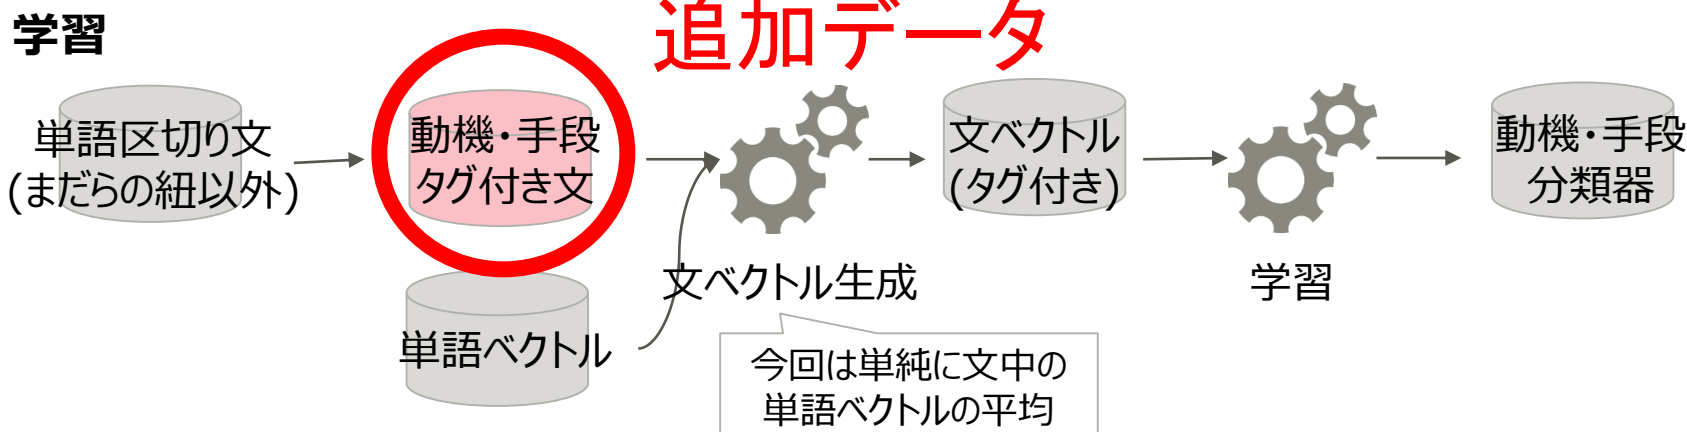 学習
追加データ
単語区切り文
(まだらの紐以外)
動機・手段
タグ付き文
単語ベクトル
文ベクトル生成
今回は単純に文中の
単語ベクトルの平均
文ベクトル
(タグ付き)
学習
動機・手段
分類器